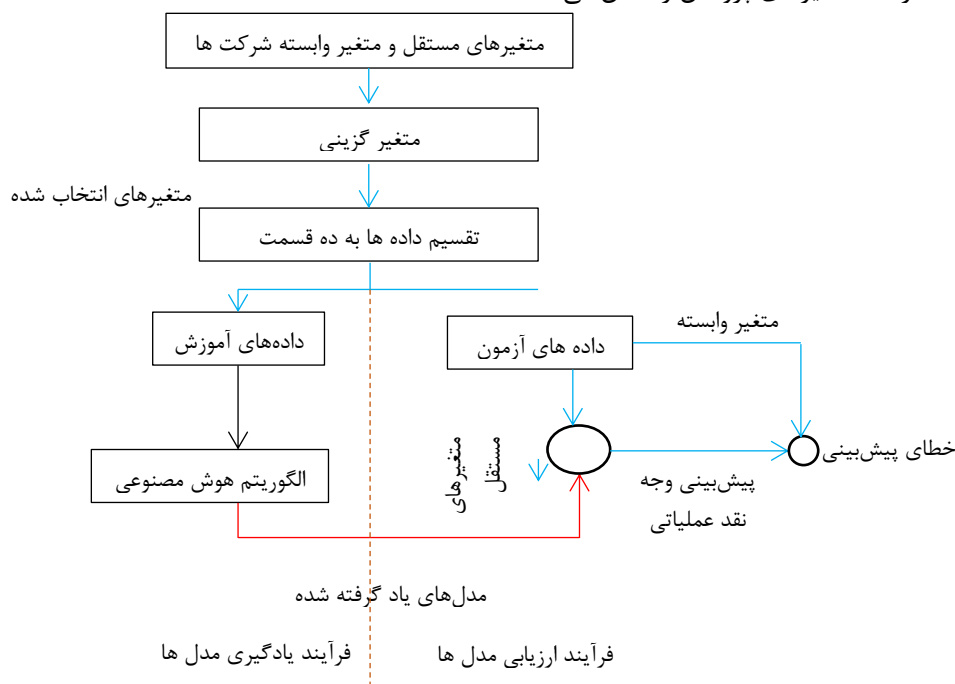 متغیرهای مستقل و متغیر وابسته شرکت ها
متغیر گزینی
متغیرهای انتخاب شده
تقسیم داده ها به ده قسمت
متغیر وابسته
داده‌های آموزش
داده های آزمون
متغیرهای
مستقل
خطای پیش‌بینی
الگوریتم هوش مصنوعی
پیش‌بینی وجه
نقد عملیاتی
مدل‌های یاد گرفته شده
فرآیند ارزیابی مدل ها
فرآیند یادگیری مدل ها